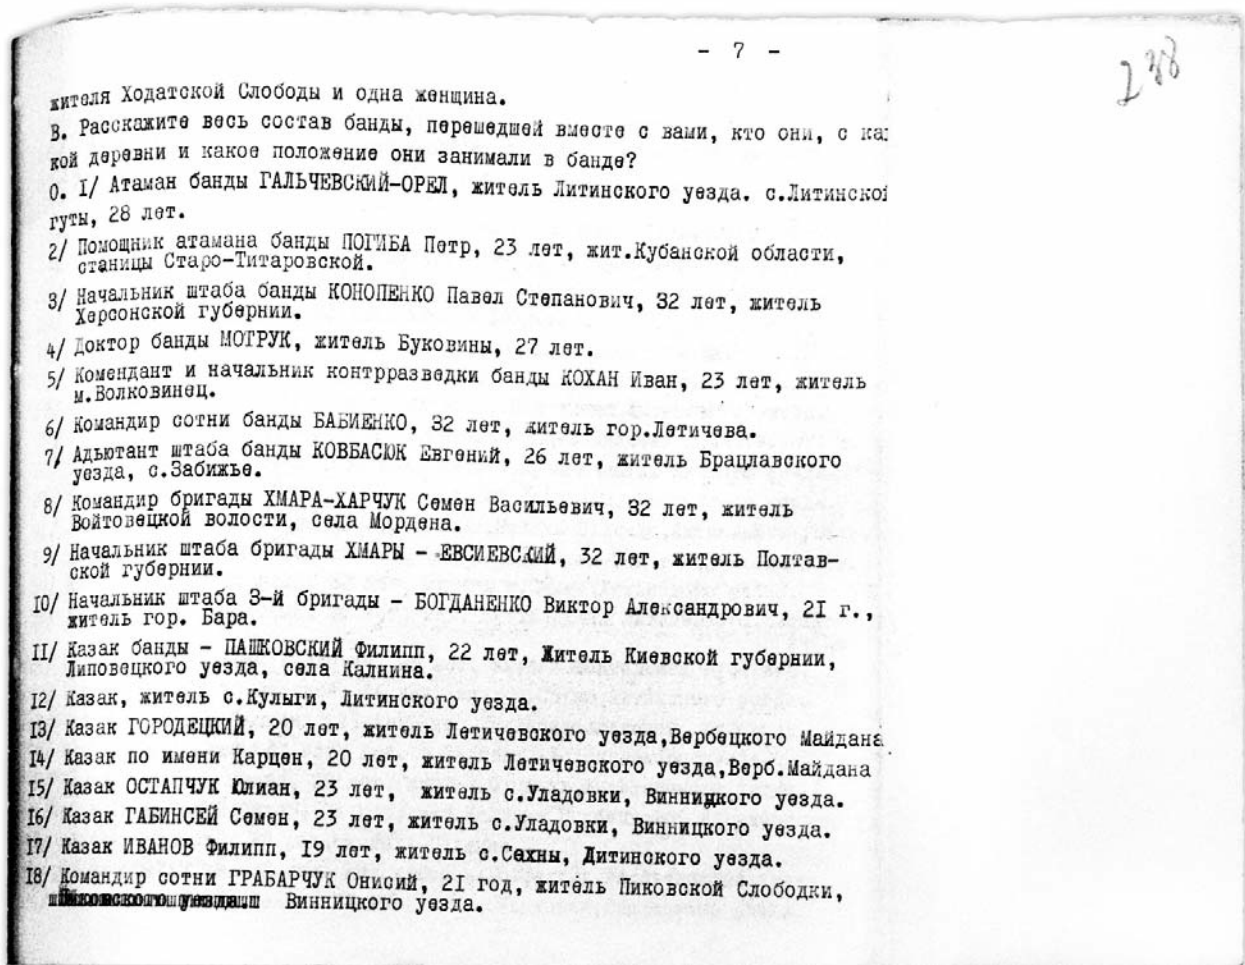 - 7 -
238
жителя Ходатской Слободы и одна женщина.
В. Расскажите весь состав банды, перешедшей вместе с вами, кто они, с ка
кой деревни и какое положение они занимали в банде?
О. I/ Атаман банды ГАЛЬЧЕВСКИЙ-ОРЕЛ, житель Литинского уезда. с.Литинской
гуты, 28 лет.
2/ Помощник атамана банды ПОГИБА Петр, 23 лет, жит.Кубанской области,
станицы Старо-Титаровской.
3/ Начальник штаба банды КОНОПЕНКО Павел Степанович, 32 лет, житель
Херсонской губернии.
4/ Доктор банды МОТРУК, житель Буковины, 27 лет.
5/ Комендант и начальник контрразведки банды КОХАН Иван, 23 лет, житель
м.Волковинец.
6/ Командир сотни банды БАБИЕНКО, 32 лет, житель гор.Летичева.
7/ Адьютант штаба банды КОВБАСЮК Евгений, 26 лет, житель Брацлавского
уезда, с.Забижье.
8/ Командир бригады ХМАРА-ХАРЧУК Семен Васильевич, 32 лет, житель
Войтовецкой волости, села Мордена.
9/ Начальник штаба бригады ХМАРЫ - ЕВСИЕВСКИЙ, 32 лет, житель Полтав-
ской губернии.
I0/ Начальник штаба 3-й бригады - БОГДАНЕНКО Виктор Александрович, 2I г.,
житель гор. Бара.
II/ Казак банды - ПАШКОВСКИЙ Филипп, 22 лет, Житель Киевской губернии,
Липовецкого уезда, села Калнина.
I2/ Казак, житель с.Кулыги, Литинского уезда.
I3/ Казак ГОРОДЕЦКИЙ, 20 лет, житель Летичевского уезда,Вербецкого Майдана
I4/ Казак по имени Карцен, 20 лет, житель Летичевского уезда,Верб.Майдана
I5/ Казак ОСТАПЧУК Юлиан, 23 лет, житель с.Уладовки, Винницкого уезда.
I6/ Казак ГАБИНСЕЙ Семен, 23 лет, житель с.Уладовки, Винницкого уезда.
I7/ Казак ИВАНОВ Филипп, I9 лет, житель с.Сахны, Дитинского уезда.
I8/ Командир сотни ГРАБАРЧУК Онисий, 2I год, житель Пиковской Слободки,
Винницкого уезда.